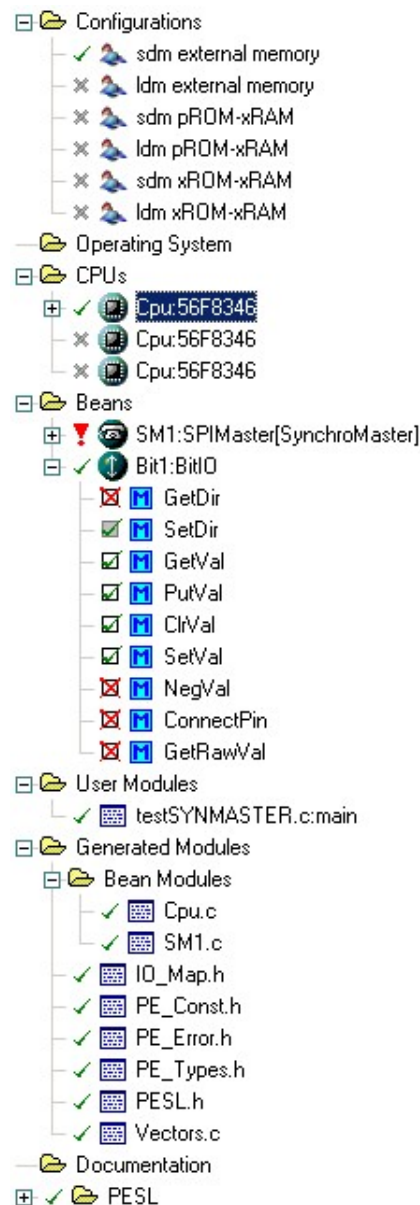 Configurations
sdm external memory
ldm external memory
sdm pROM-xRAM
ldm pROM-xRAM
sdm xROM-xRAM
ldm xROM-xRAM
Operating System
CPUs
Cpu:56F8346
Cpu:56F8346
Cpu:56F8346
Beans
SM1:SPIMaster[SynchroMaster]
Bit1:BitIO
M GetDir
M SetDir
M GetVal
M PutVal
M ClrVal
M SetVal
M NegVal
M ConnectPin
M GetRawVal
User Modules
testSYNMASTER.c:main
Generated Modules
Bean Modules
Cpu.c
SM1.c
IO_Map.h
PE_Const.h
PE_Error.h
PE_Types.h
PESL.h
Vectors.c
Documentation
PESL